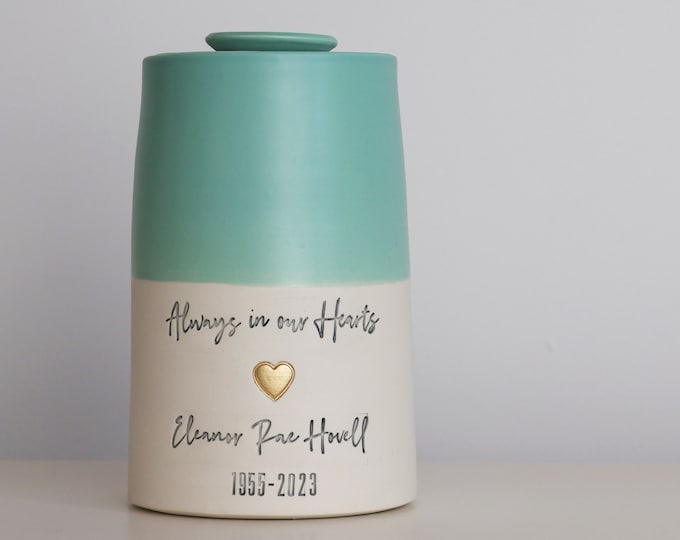 Always in our Hearts
Eleanor Rae Hovell
1955-2023